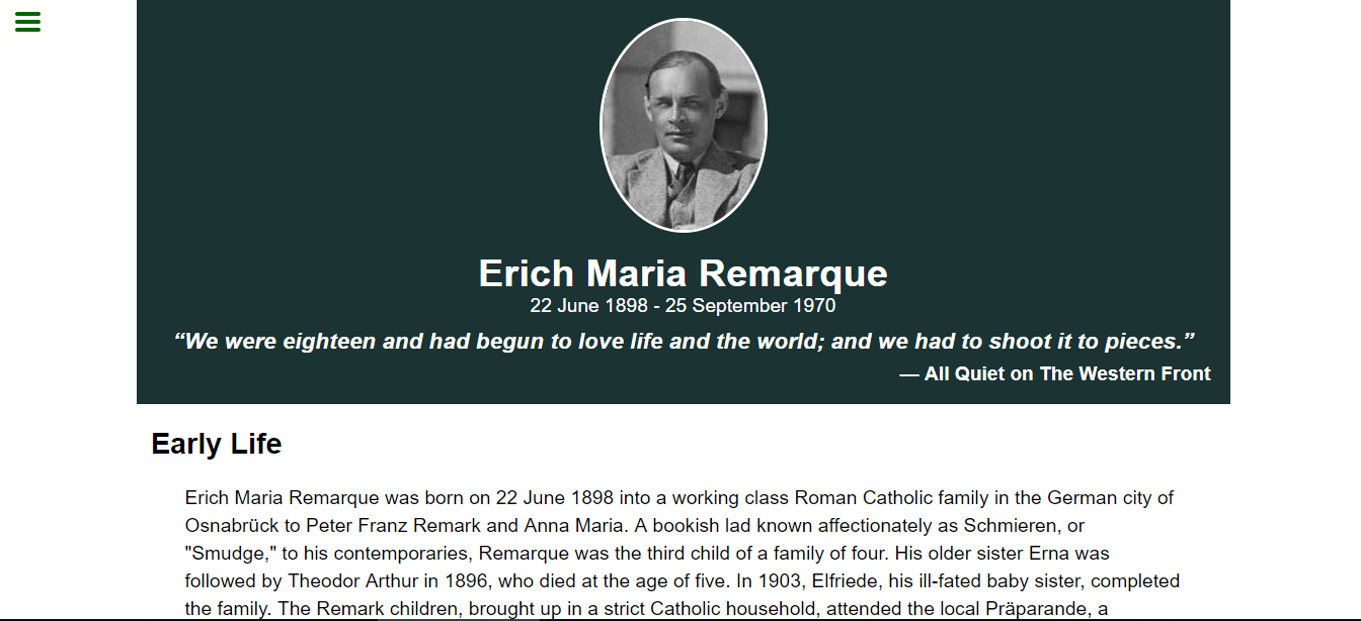 Erich Maria Remarque
22 June 1898 - 25 September 1970
“We were eighteen and had begun to love life and the world; and we had to shoot it to pieces.”
— All Quiet on The Western Front
Early Life
Erich Maria Remarque was born on 22 June 1898 into a working class Roman Catholic family in the German city of
Osnabrück to Peter Franz Remark and Anna Maria. A bookish lad known affectionately as Schmieren, or
"Smudge," to his contemporaries, Remarque was the third child of a family of four. His older sister Erna was
followed by Theodor Arthur in 1896, who died at the age of five. In 1903, Elfriede, his ill-fated baby sister, completed
the family. The Remark children, brought up in a strict Catholic household, attended the local Präparande, a